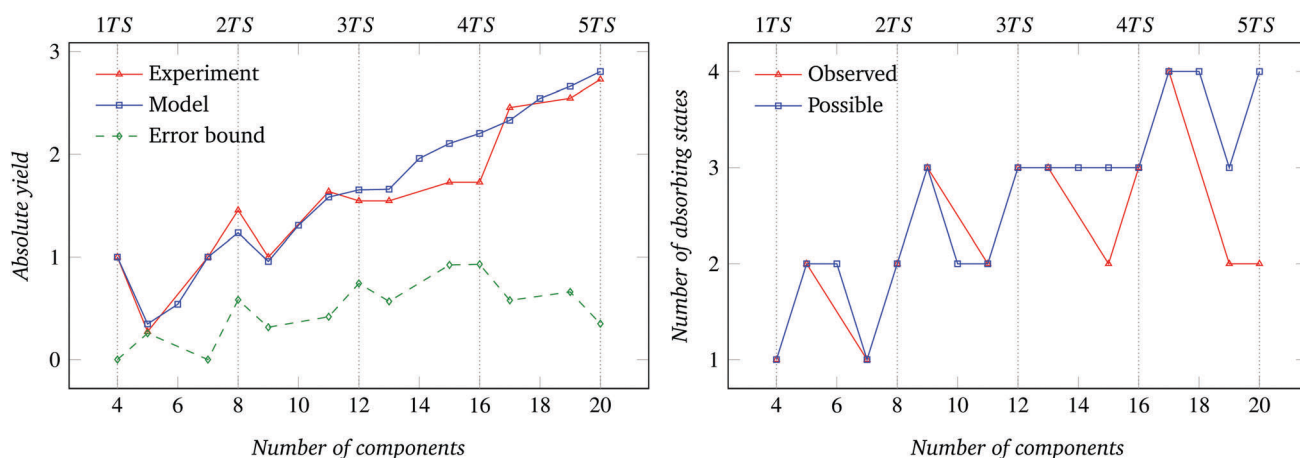 1TS 2TS 3TS 4TS 5TS
3
2
1
0
Absolute yield
Experiment
Model
Error bound
4 6 8 10 12 14 16 18 20
Number of components
1TS 2TS 3TS 4TS 5TS
4
3
2
1
Number of absorbing states
Observed
Possible
4 6 8 10 12 14 16 18 20
Number of components